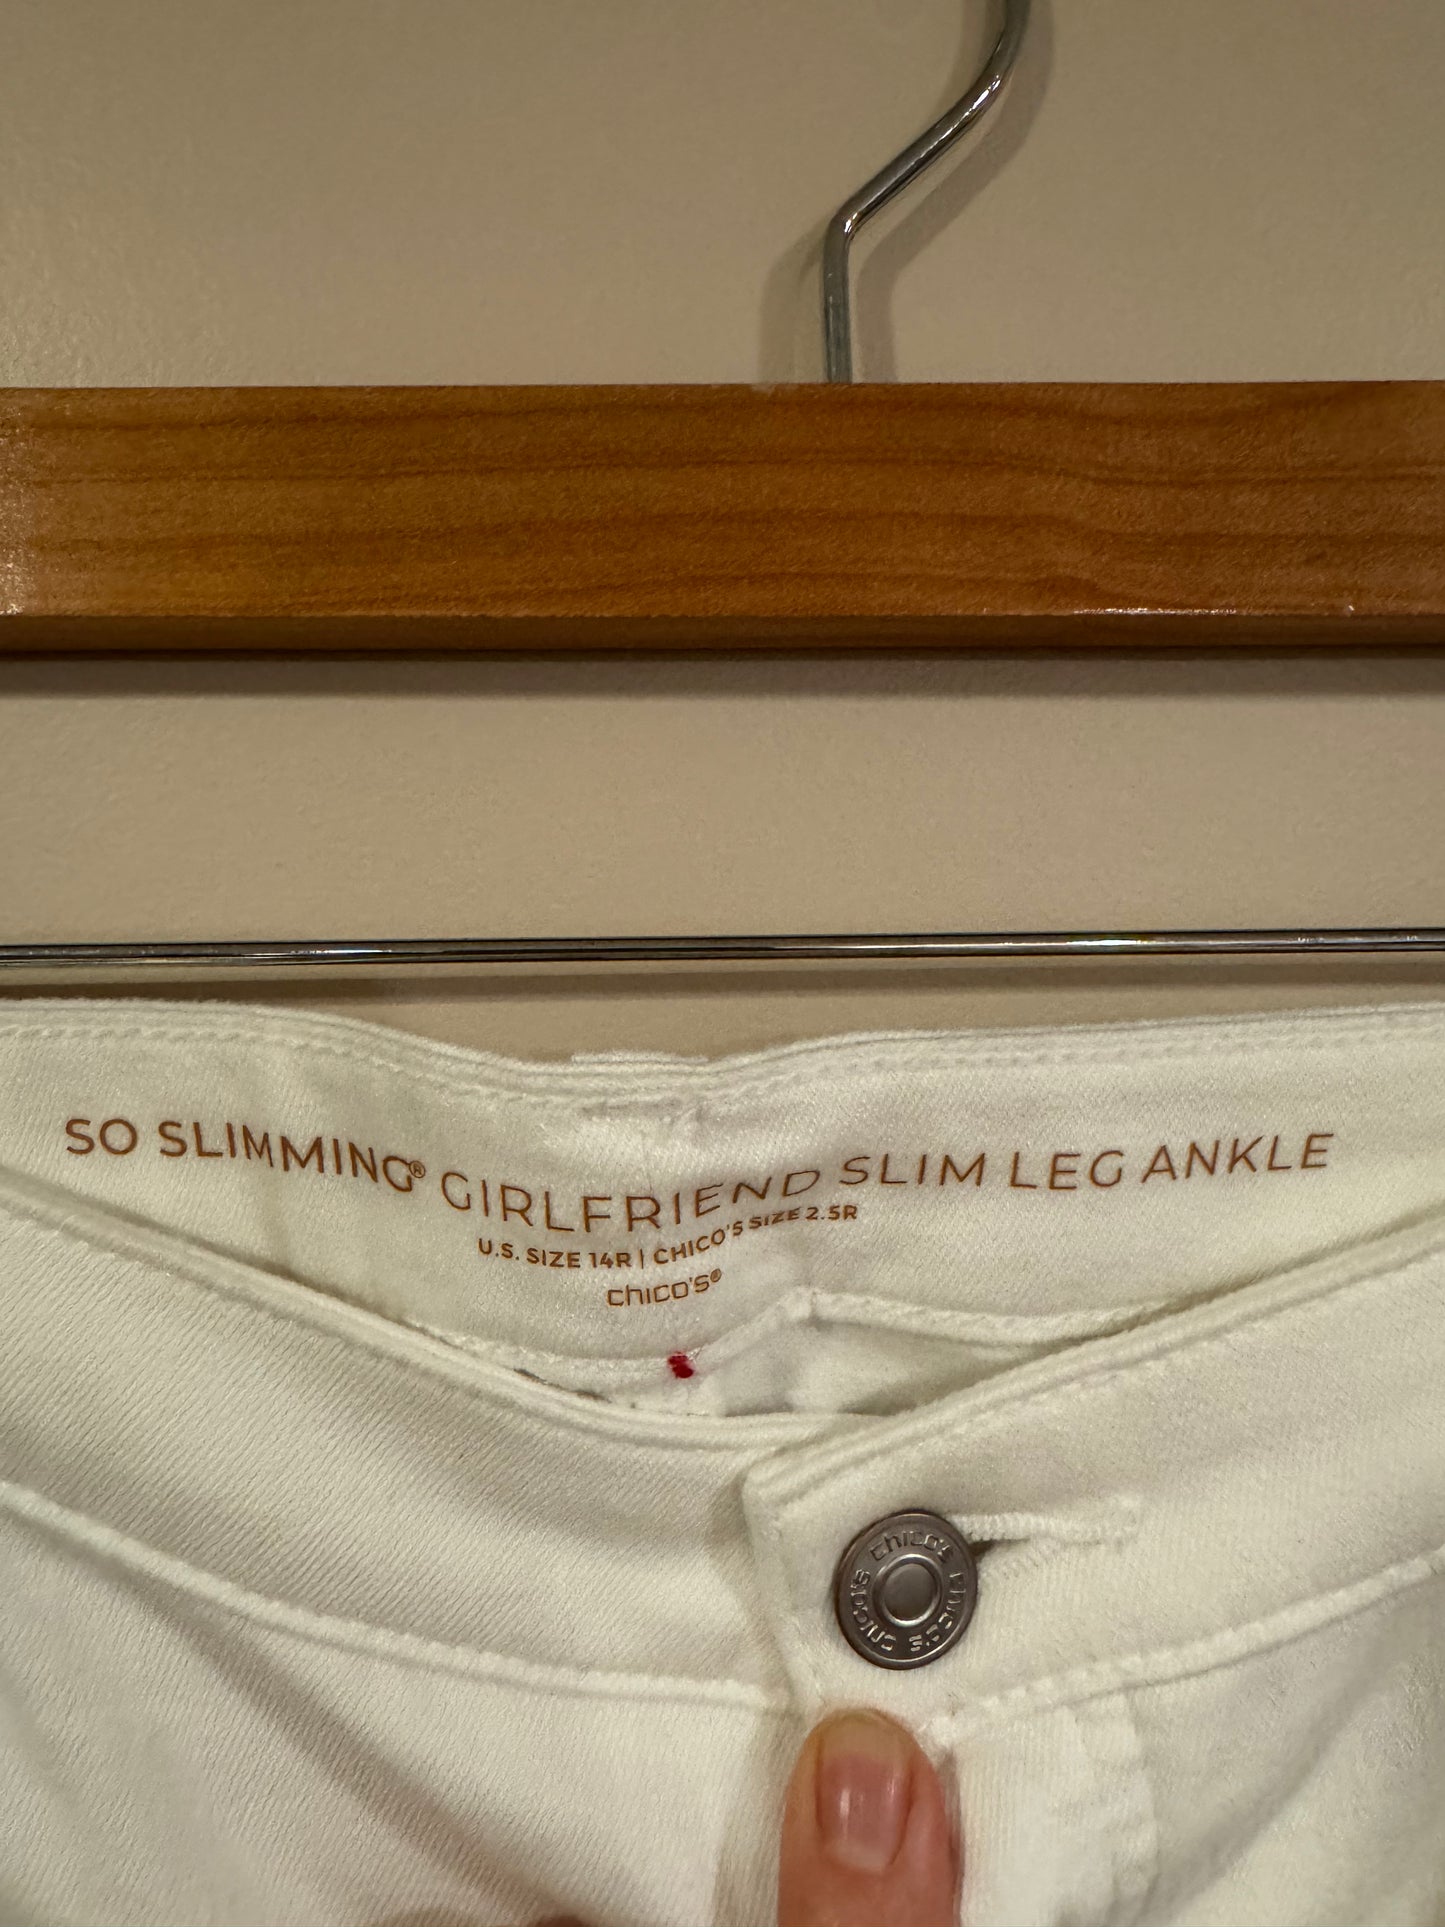 SO SLIMMING® GIRLFRIEND SLIM LEG ANKLE
U.S. SIZE 14R | CHICO'S SIZE 2.5R
chico's®
chico's chico's chico's